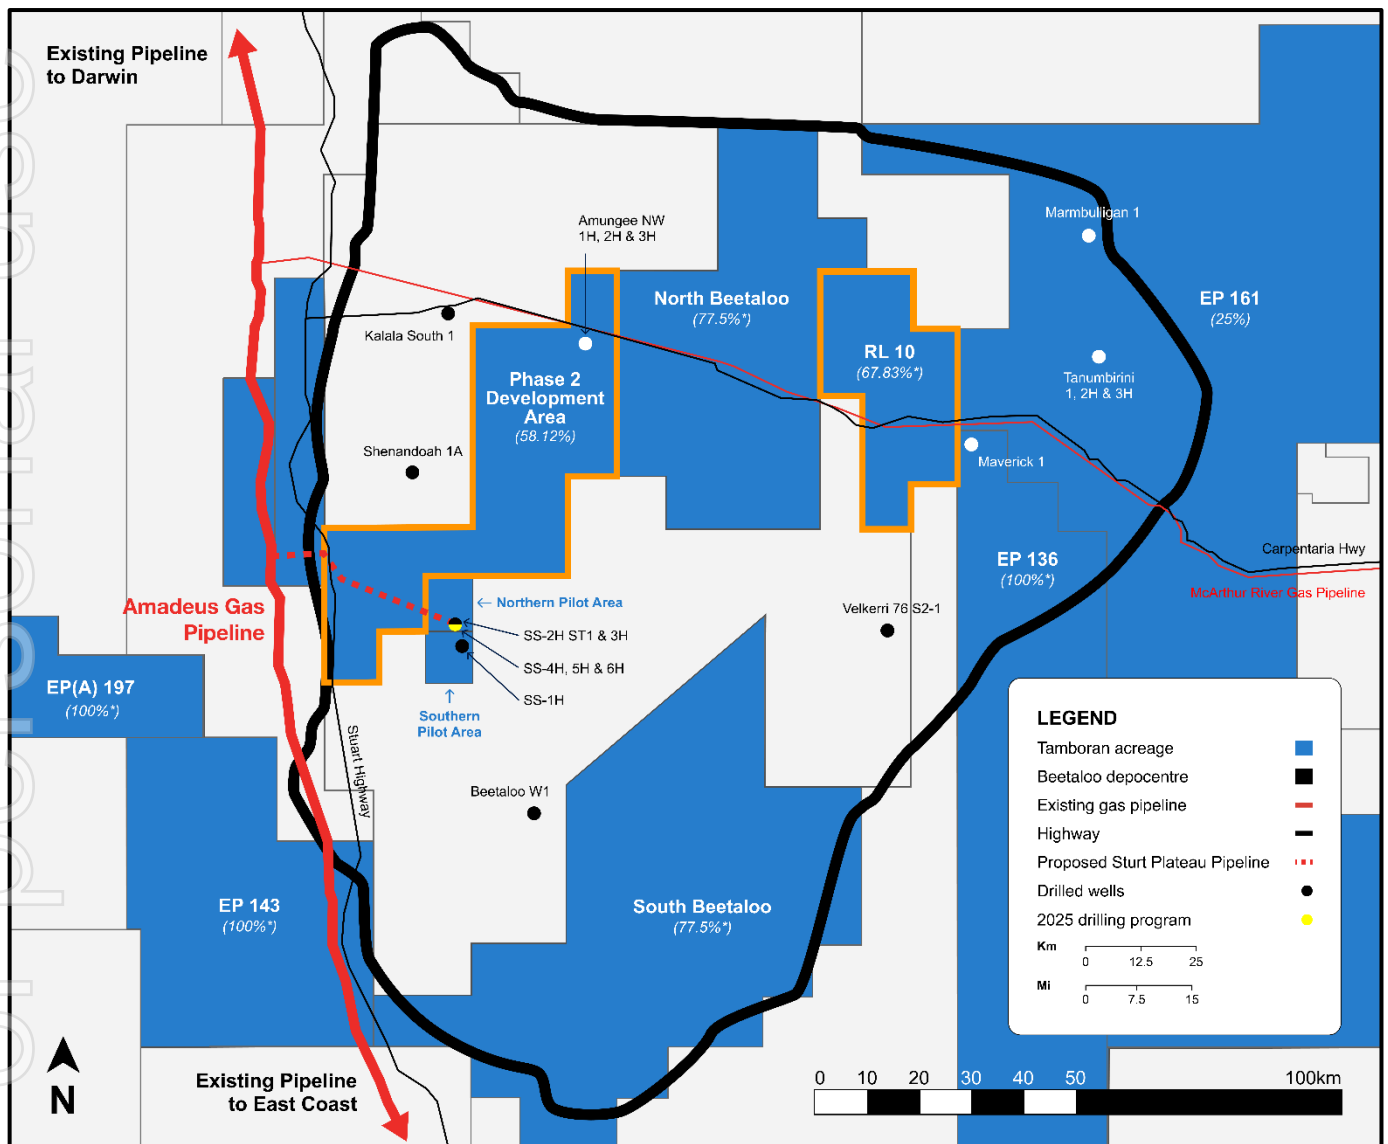 Existing Pipeline
to Darwin
Amungee NW
1H, 2H & 3H
Marmbulligan 1
North Beetaloo
(77.5%*)
EP 161
(25%)
Kalala South 1
RL 10
(67.83%*)
Tanumbirini
1, 2H & 3H
Phase 2
Development
Area
(58.12%)
Shenandoah 1A
Maverick 1
Carpentaria Hwy
McArthur River Gas Pipeline
EP 136
(100%*)
Amadeus Gas
Pipeline
← Northern Pilot Area
Velkerri 76 S2-1
SS-2H ST1 & 3H
SS-4H, 5H & 6H
SS-1H
EP(A) 197
(100%*)
↑
Southern
Pilot Area
Stuart Highway
Beetaloo W1
EP 143
(100%*)
South Beetaloo
(77.5%*)
LEGEND
Tamboran acreage
Beetaloo depocentre
Existing gas pipeline
Highway
Proposed Sturt Plateau Pipeline
Drilled wells
2025 drilling program
Km
0 12.5 25
Mi
0 7.5 15
N
Existing Pipeline
to East Coast
0 10 20 30 40 50 100km
For personal use only